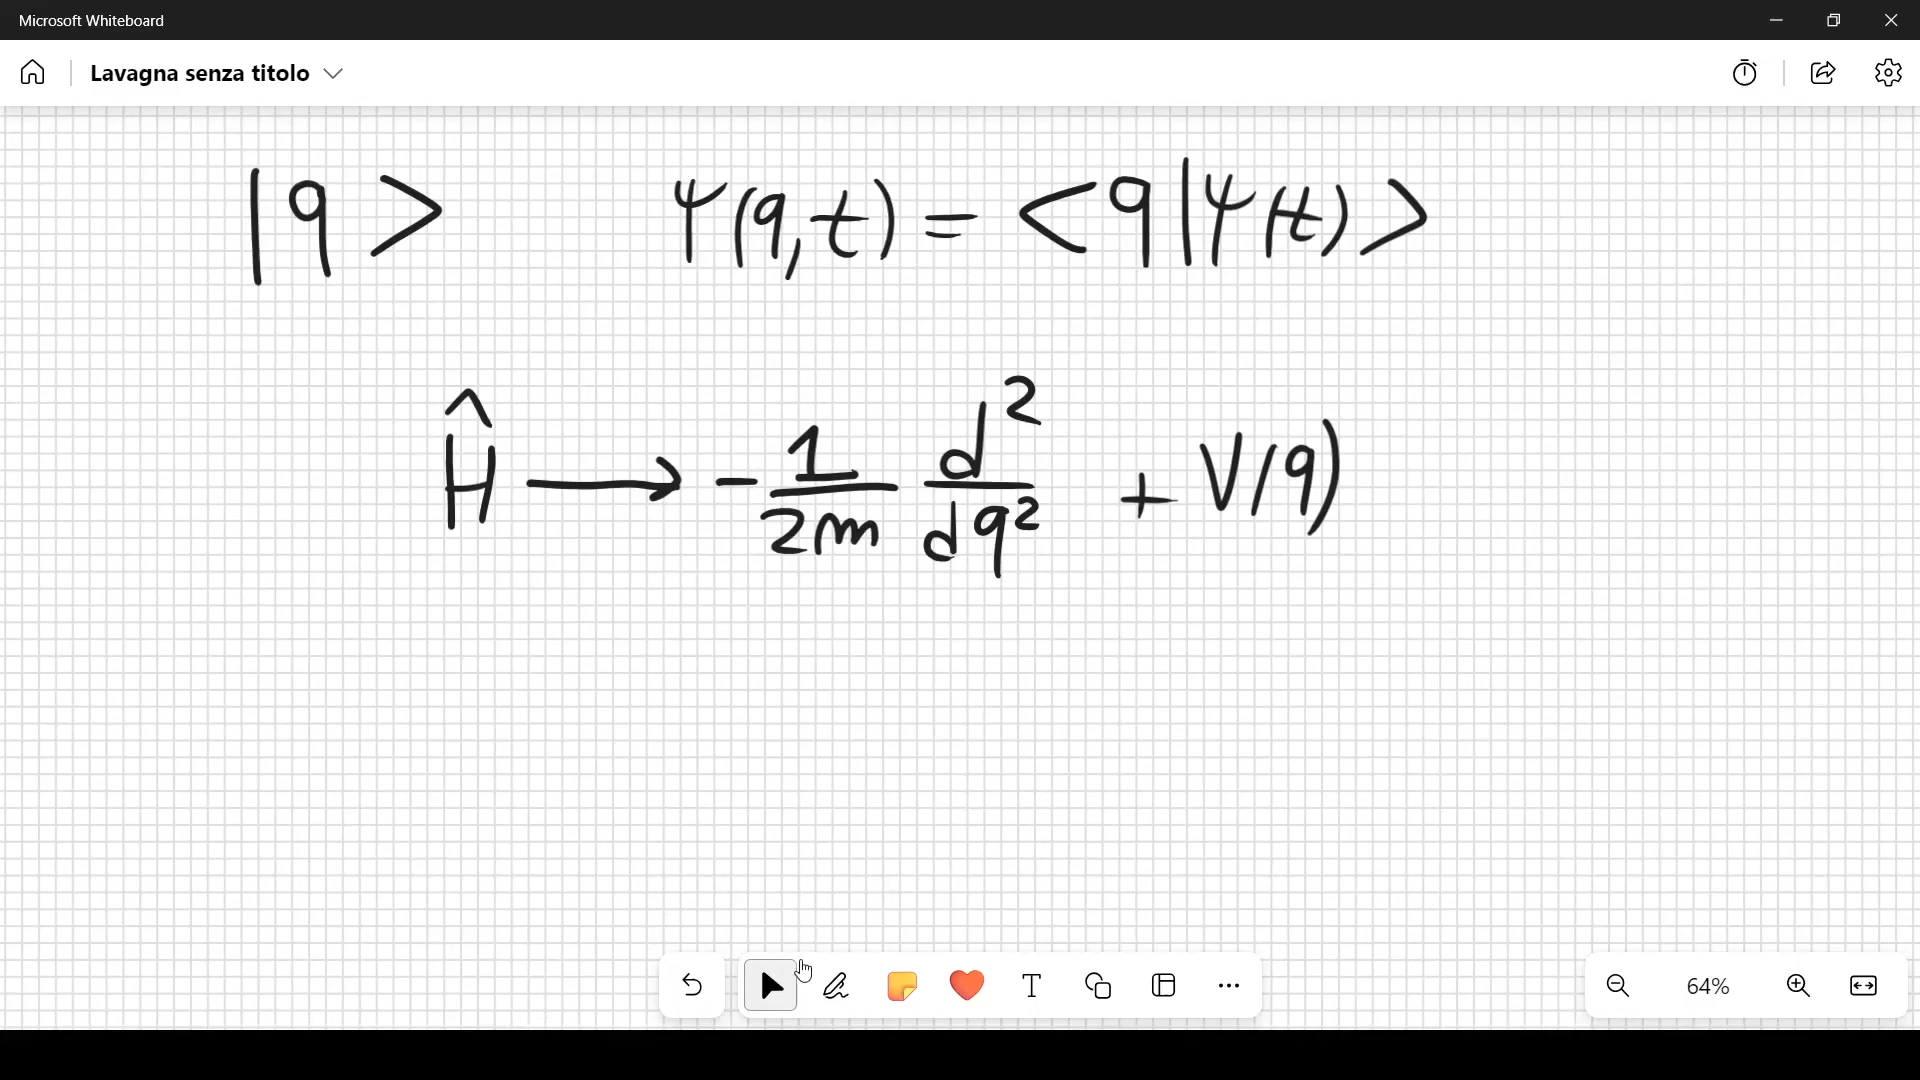 Microsoft Whiteboard
Lavagna senza titolo
|q> ψ(q,t) = <q|ψ(t)>
Ĥ ⟶ - 1/2m d²/dq² + V(q)
64%